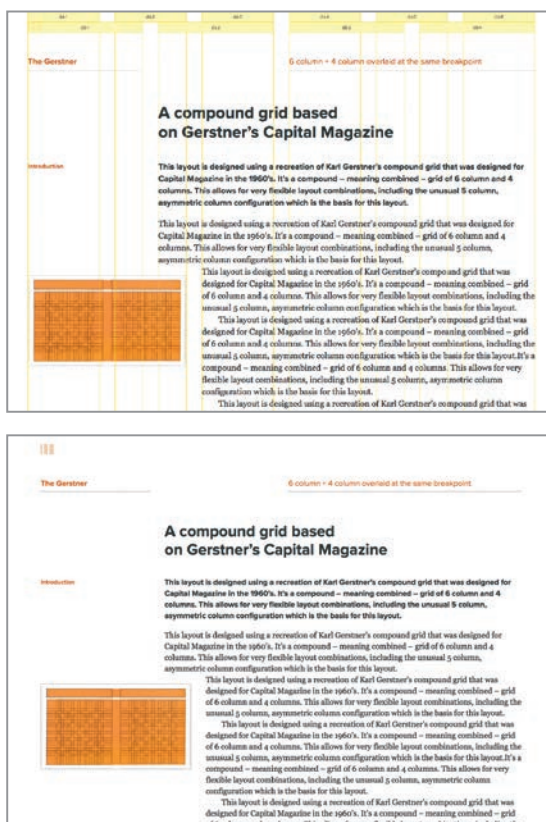 The Gerstner
6 column + 4 column overlaid at the same breakpoint
A compound grid based
on Gerstner's Capital Magazine
Introduction
This layout is designed using a recreation of Karl Gerstner's compound grid that was designed for
Capital Magazine in the 1960's. It's a compound – meaning combined – grid of 6 column and 4
columns. This allows for very flexible layout combinations, including the unusual 5 column,
asymmetric column configuration which is the basis for this layout.
This layout is designed using a recreation of Karl Gerstner's compound grid that was designed for
Capital Magazine in the 1960's. It's a compound – meaning combined – grid of 6 column and 4
columns. This allows for very flexible layout combinations, including the unusual 5 column,
asymmetric column configuration which is the basis for this layout.
This layout is designed using a recreation of Karl Gerstner's compound grid that was
designed for Capital Magazine in the 1960's. It's a compound – meaning combined – grid
of 6 column and 4 columns. This allows for very flexible layout combinations, including the
unusual 5 column, asymmetric column configuration which is the basis for this layout.
This layout is designed using a recreation of Karl Gerstner's compound grid that was
designed for Capital Magazine in the 1960's. It's a compound – meaning combined – grid
of 6 column and 4 columns. This allows for very flexible layout combinations, including the
unusual 5 column, asymmetric column configuration which is the basis for this layout.It's a
compound – meaning combined – grid of 6 column and 4 columns. This allows for very
flexible layout combinations, including the unusual 5 column, asymmetric column
configuration which is the basis for this layout.
This layout is designed using a recreation of Karl Gerstner's compound grid that was
The Gerstner
6 column + 4 column overlaid at the same breakpoint
A compound grid based
on Gerstner's Capital Magazine
Introduction
This layout is designed using a recreation of Karl Gerstner's compound grid that was designed for
Capital Magazine in the 1960's. It's a compound – meaning combined – grid of 6 column and 4
columns. This allows for very flexible layout combinations, including the unusual 5 column,
asymmetric column configuration which is the basis for this layout.
This layout is designed using a recreation of Karl Gerstner's compound grid that was designed for
Capital Magazine in the 1960's. It's a compound – meaning combined – grid of 6 column and 4
columns. This allows for very flexible layout combinations, including the unusual 5 column,
asymmetric column configuration which is the basis for this layout.
This layout is designed using a recreation of Karl Gerstner's compound grid that was
designed for Capital Magazine in the 1960's. It's a compound – meaning combined – grid
of 6 column and 4 columns. This allows for very flexible layout combinations, including the
unusual 5 column, asymmetric column configuration which is the basis for this layout.
This layout is designed using a recreation of Karl Gerstner's compound grid that was
designed for Capital Magazine in the 1960's. It's a compound – meaning combined – grid
of 6 column and 4 columns. This allows for very flexible layout combinations, including the
unusual 5 column, asymmetric column configuration which is the basis for this layout.It's a
compound – meaning combined – grid of 6 column and 4 columns. This allows for very
flexible layout combinations, including the unusual 5 column, asymmetric column
configuration which is the basis for this layout.
This layout is designed using a recreation of Karl Gerstner's compound grid that was
designed for Capital Magazine in the 1960's. It's a compound – meaning combined – grid